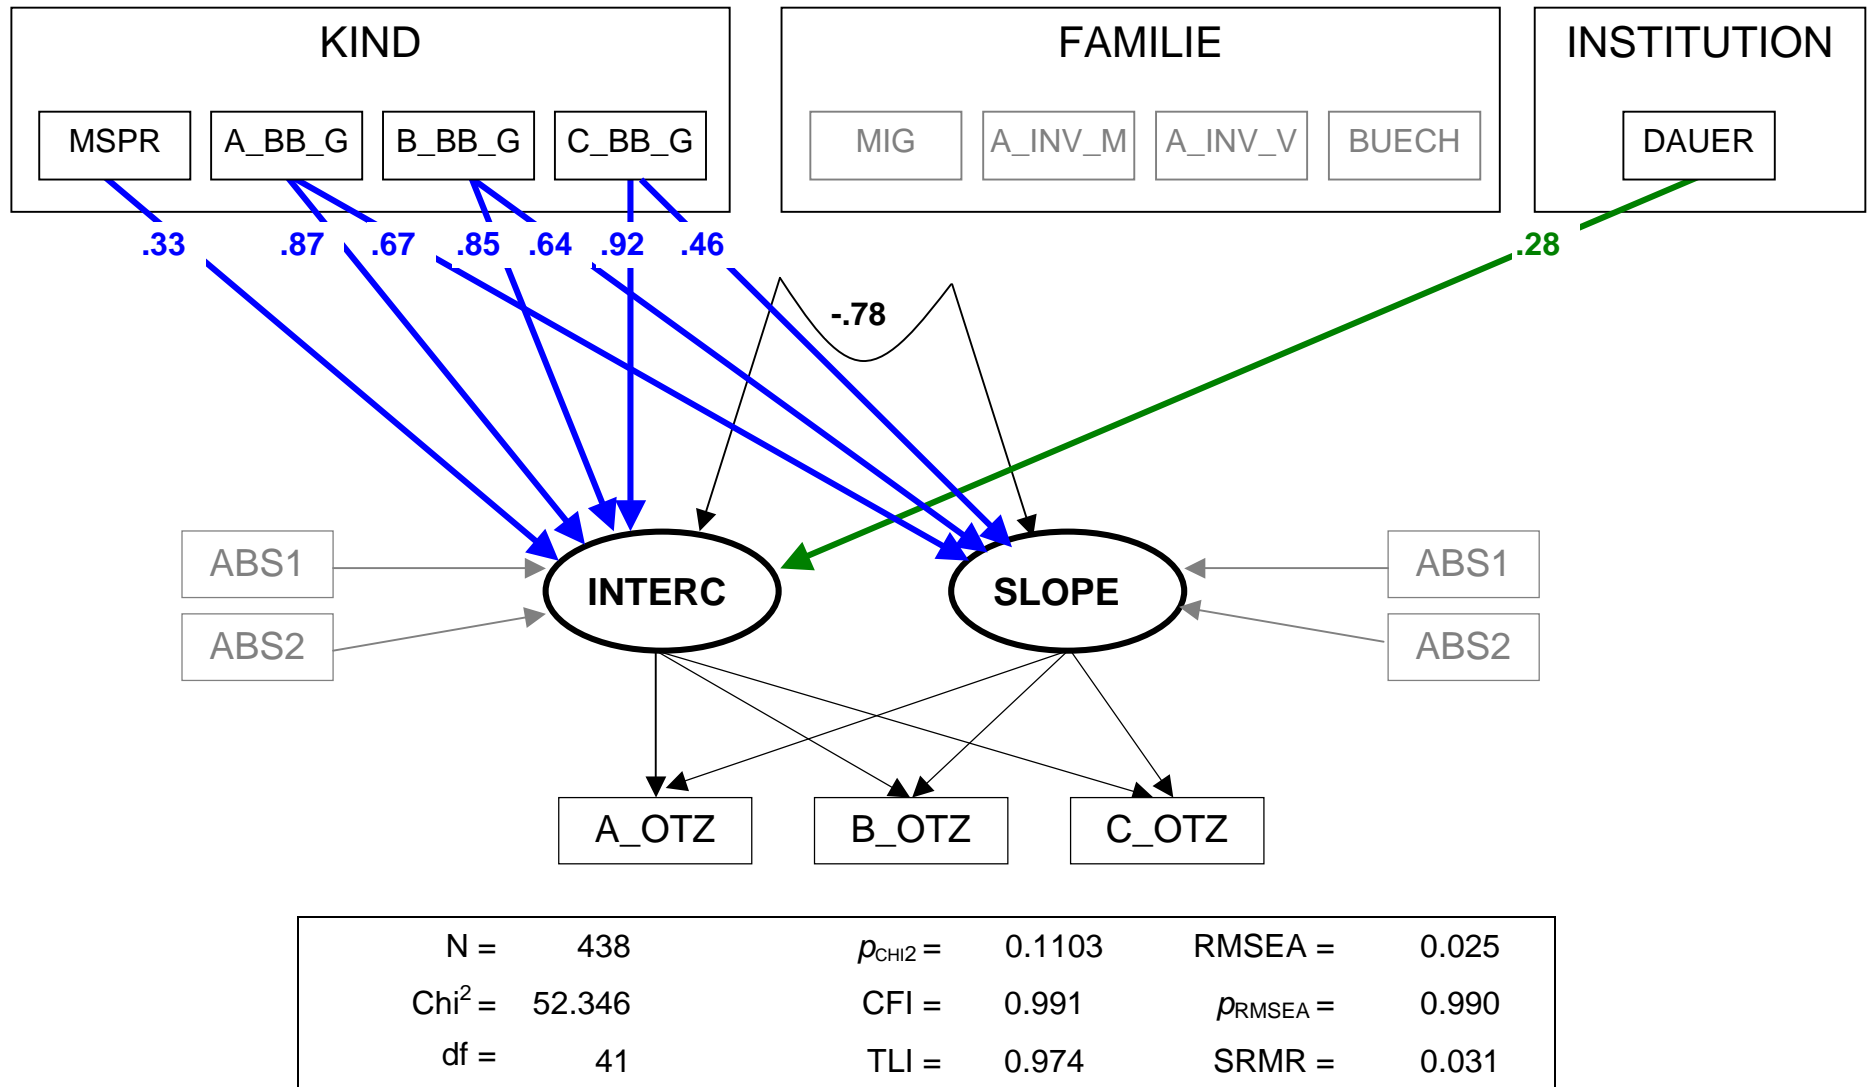 KIND
FAMILIE
INSTITUTION
MSPR
A_BB_G
B_BB_G
C_BB_G
MIG
A_INV_M
A_INV_V
BUECH
DAUER
.33
.87
.67
.85
.64
.92
.46
.28
-.78
ABS1
INTERC
SLOPE
ABS1
ABS2
ABS2
A_OTZ
B_OTZ
C_OTZ
N = 438 pCHI2 = 0.1103 RMSEA = 0.025
Chi2 = 52.346 CFI = 0.991 pRMSEA = 0.990
df = 41 TLI = 0.974 SRMR = 0.031